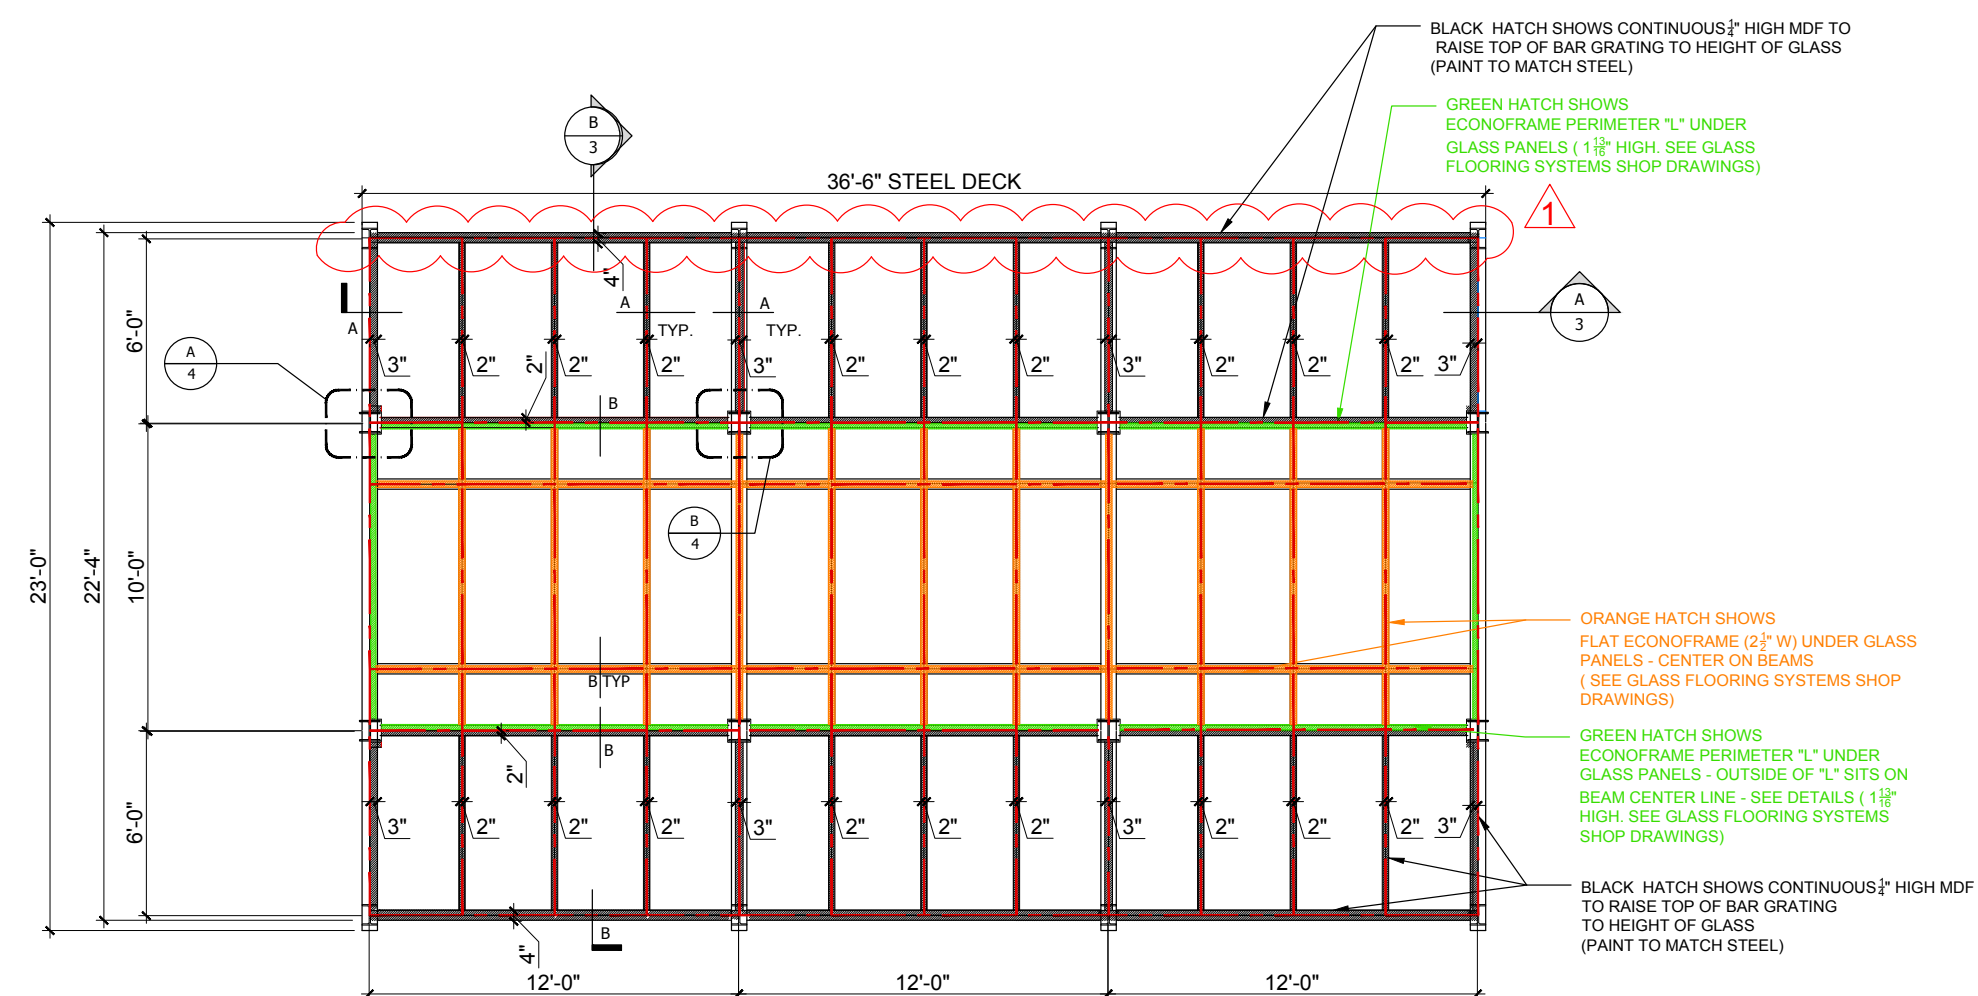 BLACK HATCH SHOWS CONTINUOUS 1/4" HIGH MDF TO
RAISE TOP OF BAR GRATING TO HEIGHT OF GLASS
(PAINT TO MATCH STEEL)
GREEN HATCH SHOWS
ECONOFRAME PERIMETER "L" UNDER
GLASS PANELS ( 1 13/16" HIGH. SEE GLASS
FLOORING SYSTEMS SHOP DRAWINGS)
B
3
36'-6" STEEL DECK
1
4"
A
A
TYP.
A
TYP.
A
3
6'-0"
A
4
3"
2"
2"
2"
3"
2"
2"
2"
3"
2"
2"
2"
3"
2"
B
23'-0"
22'-4"
10'-0"
B
4
B TYP
ORANGE HATCH SHOWS
FLAT ECONOFRAME (2 1/2" W) UNDER GLASS
PANELS - CENTER ON BEAMS
( SEE GLASS FLOORING SYSTEMS SHOP
DRAWINGS)
GREEN HATCH SHOWS
ECONOFRAME PERIMETER "L" UNDER
GLASS PANELS - OUTSIDE OF "L" SITS ON
BEAM CENTER LINE - SEE DETAILS ( 1 13/16"
HIGH. SEE GLASS FLOORING SYSTEMS
SHOP DRAWINGS)
B
2"
6'-0"
3"
2"
2"
2"
3"
2"
2"
2"
3"
2"
2"
2"
3"
BLACK HATCH SHOWS CONTINUOUS 1/4" HIGH MDF
TO RAISE TOP OF BAR GRATING
TO HEIGHT OF GLASS
(PAINT TO MATCH STEEL)
B
4"
12'-0"
12'-0"
12'-0"